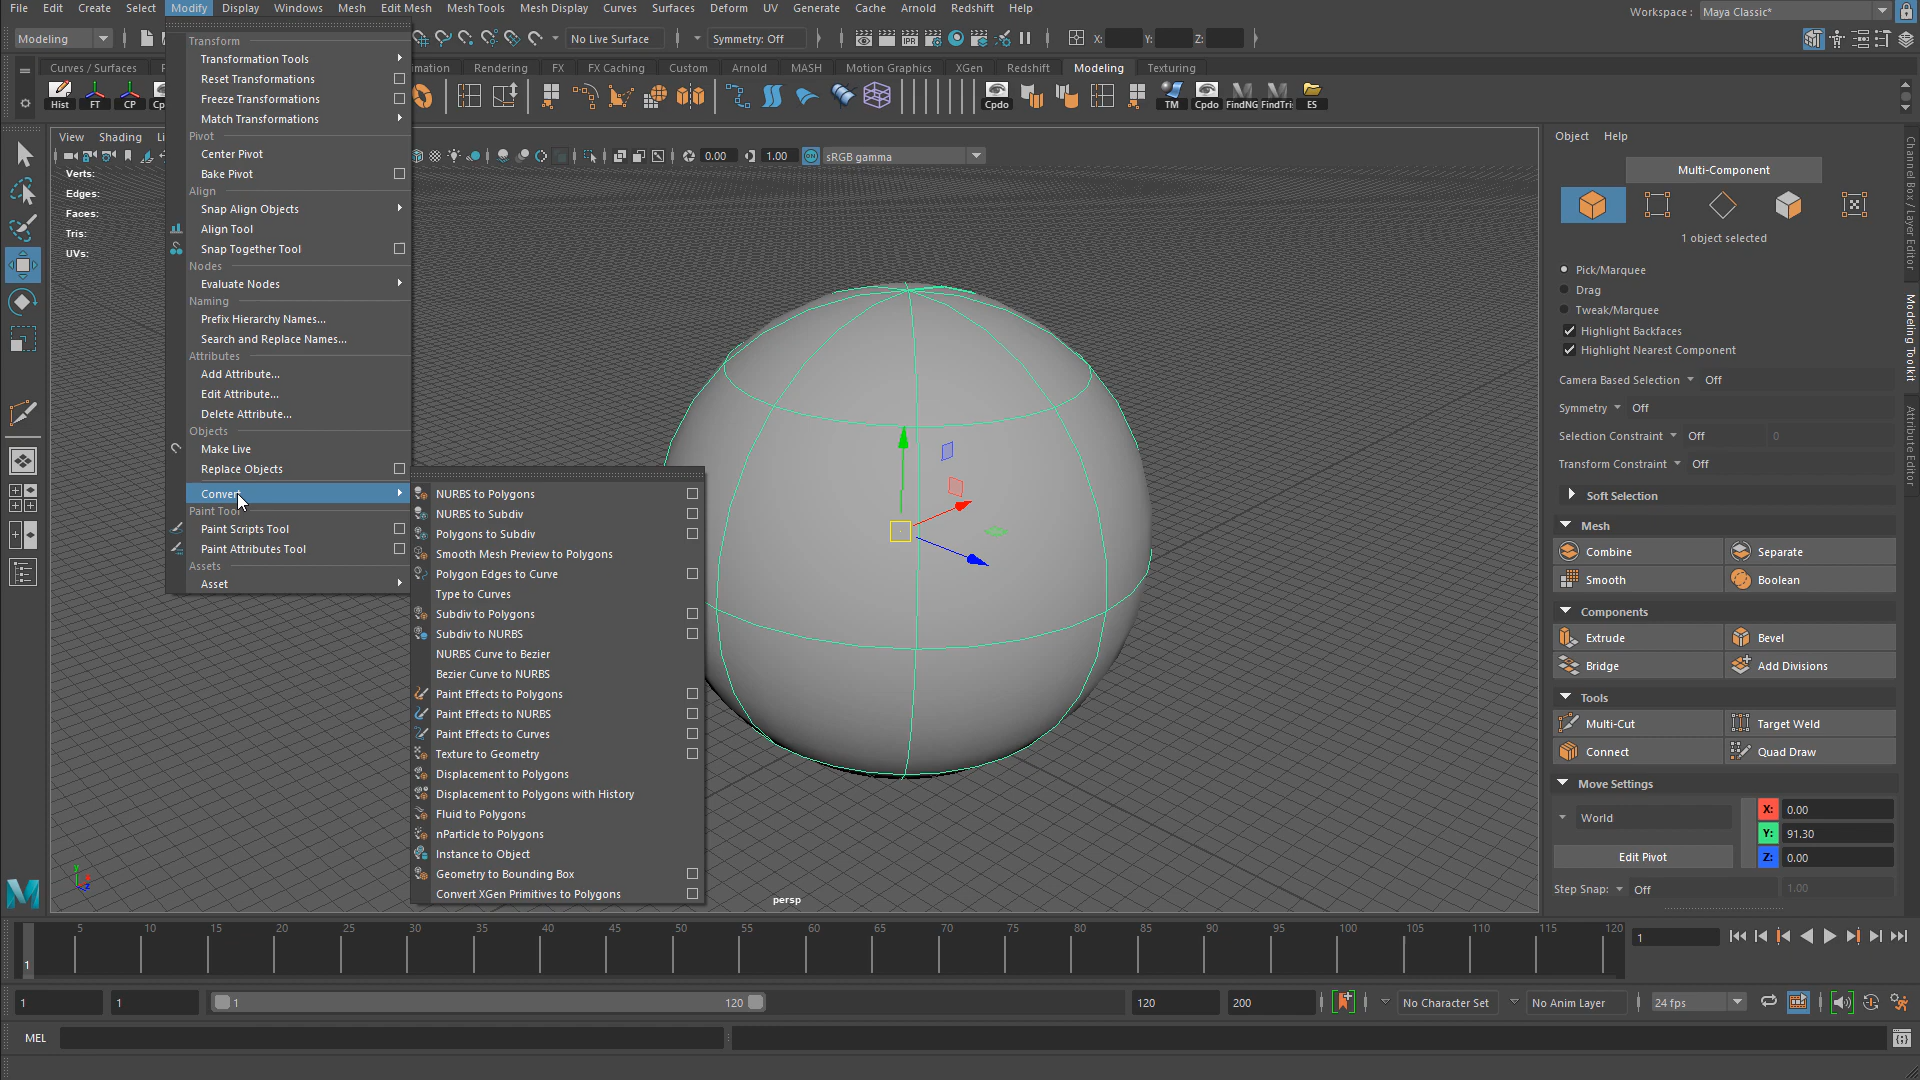 File Edit Create Select Modify Display Windows Mesh Edit Mesh Mesh Tools Mesh Display Curves Surfaces Deform UV Generate Cache Arnold Redshift Help
Workspace : Maya Classic*
Modeling No Live Surface Symmetry: Off X: Y: Z:
Curves / Surfaces Rendering FX FX Caching Custom Arnold MASH Motion Graphics XGen Redshift Modeling Texturing
Hist FT CP Cpdo TM Cpdo FindNG FindTri ES
View Shading
0.00 1.00 ON sRGB gamma
Verts:
Edges:
Faces:
Tris:
UVs:
Transform
Transformation Tools
Reset Transformations
Freeze Transformations
Match Transformations
Pivot
Center Pivot
Bake Pivot
Align
Snap Align Objects
Align Tool
Snap Together Tool
Nodes
Evaluate Nodes
Naming
Prefix Hierarchy Names...
Search and Replace Names...
Attributes
Add Attribute...
Edit Attribute...
Delete Attribute...
Objects
Make Live
Replace Objects
Convert
Paint Tool
Paint Scripts Tool
Paint Attributes Tool
Assets
Asset
NURBS to Polygons
NURBS to Subdiv
Polygons to Subdiv
Smooth Mesh Preview to Polygons
Polygon Edges to Curve
Type to Curves
Subdiv to Polygons
Subdiv to NURBS
NURBS Curve to Bezier
Bezier Curve to NURBS
Paint Effects to Polygons
Paint Effects to NURBS
Paint Effects to Curves
Texture to Geometry
Displacement to Polygons
Displacement to Polygons with History
Fluid to Polygons
nParticle to Polygons
Instance to Object
Geometry to Bounding Box
Convert XGen Primitives to Polygons
persp
Object Help
Multi-Component
1 object selected
Pick/Marquee
Drag
Tweak/Marquee
Highlight Backfaces
Highlight Nearest Component
Camera Based Selection Off
Symmetry Off
Selection Constraint Off 0
Transform Constraint Off
Soft Selection
Mesh
Combine Separate
Smooth Boolean
Components
Extrude Bevel
Bridge Add Divisions
Tools
Multi-Cut Target Weld
Connect Quad Draw
Move Settings
World X: 0.00
Y: 91.30
Edit Pivot Z: 0.00
Step Snap: Off 1.00
Channel Box / Layer Editor
Modeling Toolkit
Attribute Editor
5 10 15 20 25 30 35 40 45 50 55 60 65 70 75 80 85 90 95 100 105 110 115 120
1 1
1 1 1 120 120 200 No Character Set No Anim Layer 24 fps
MEL